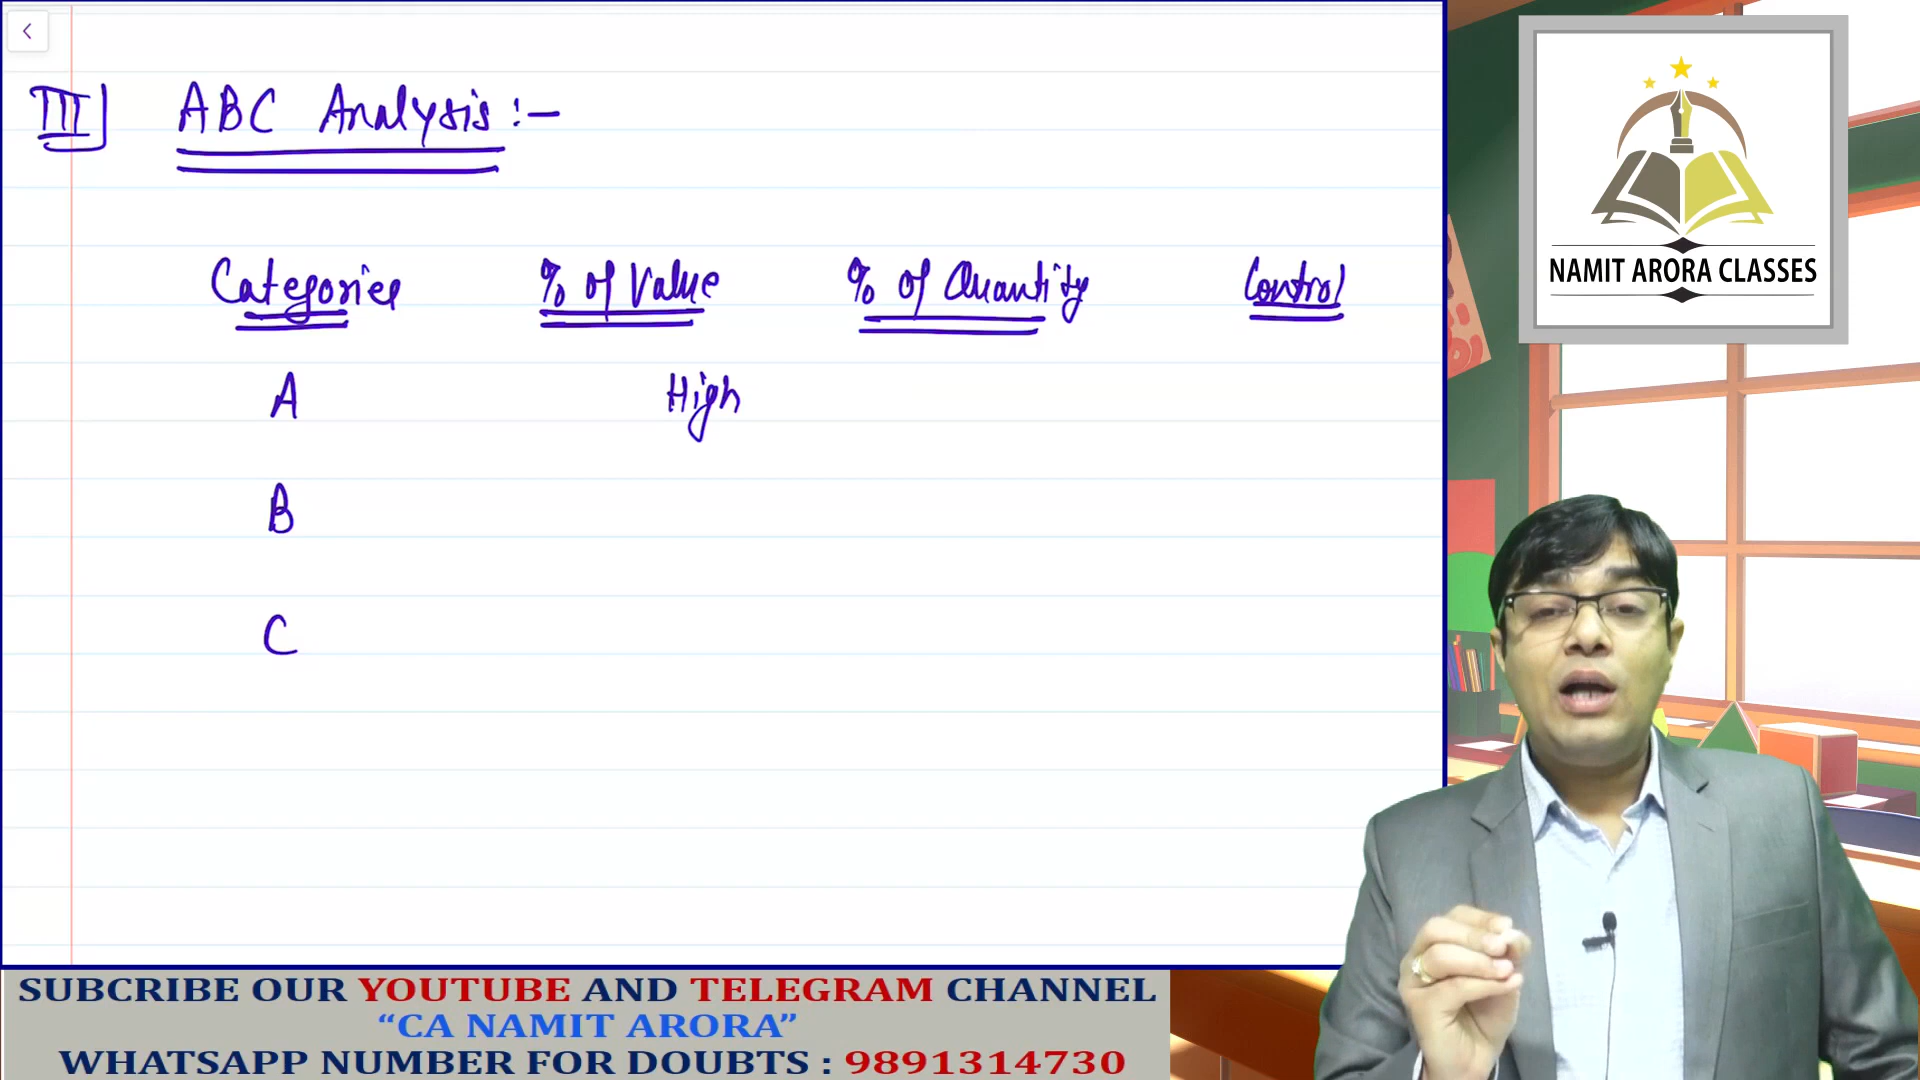 III] ABC Analysis :-
Categories % of Value % of Quantity Control
A High
B
C
NAMIT ARORA CLASSES
SUBCRIBE OUR YOUTUBE AND TELEGRAM CHANNEL
“CA NAMIT ARORA”
WHATSAPP NUMBER FOR DOUBTS : 9891314730